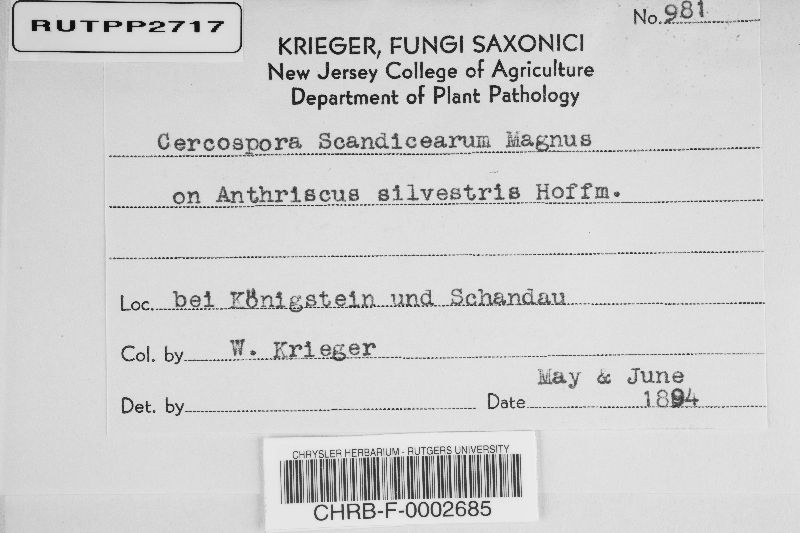 RUTPP2717
No. 981
KRIEGER, FUNGI SAXONICI
New Jersey College of Agriculture
Department of Plant Pathology
Cercospora Scandicearum Magnus
on Anthriscus silvestris Hoffm.
Loc. bei Königstein und Schandau
Col. by W. Krieger
May & June
Det. by Date 1894
CHRYSLER HERBARIUM - RUTGERS UNIVERSITY
CHRB-F-0002685